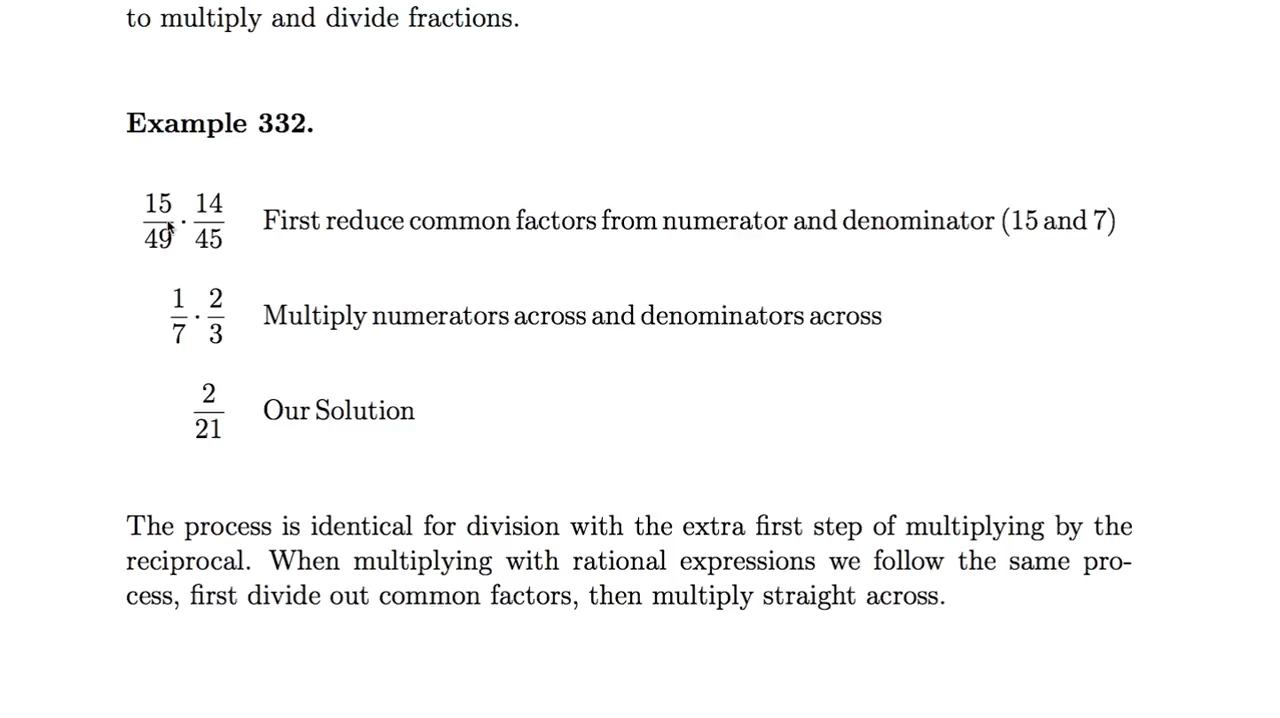 to multiply and divide fractions.
Example 332.
15/49 · 14/45 First reduce common factors from numerator and denominator (15 and 7)
1/7 · 2/3 Multiply numerators across and denominators across
2/21 Our Solution
The process is identical for division with the extra first step of multiplying by the
reciprocal. When multiplying with rational expressions we follow the same pro-
cess, first divide out common factors, then multiply straight across.